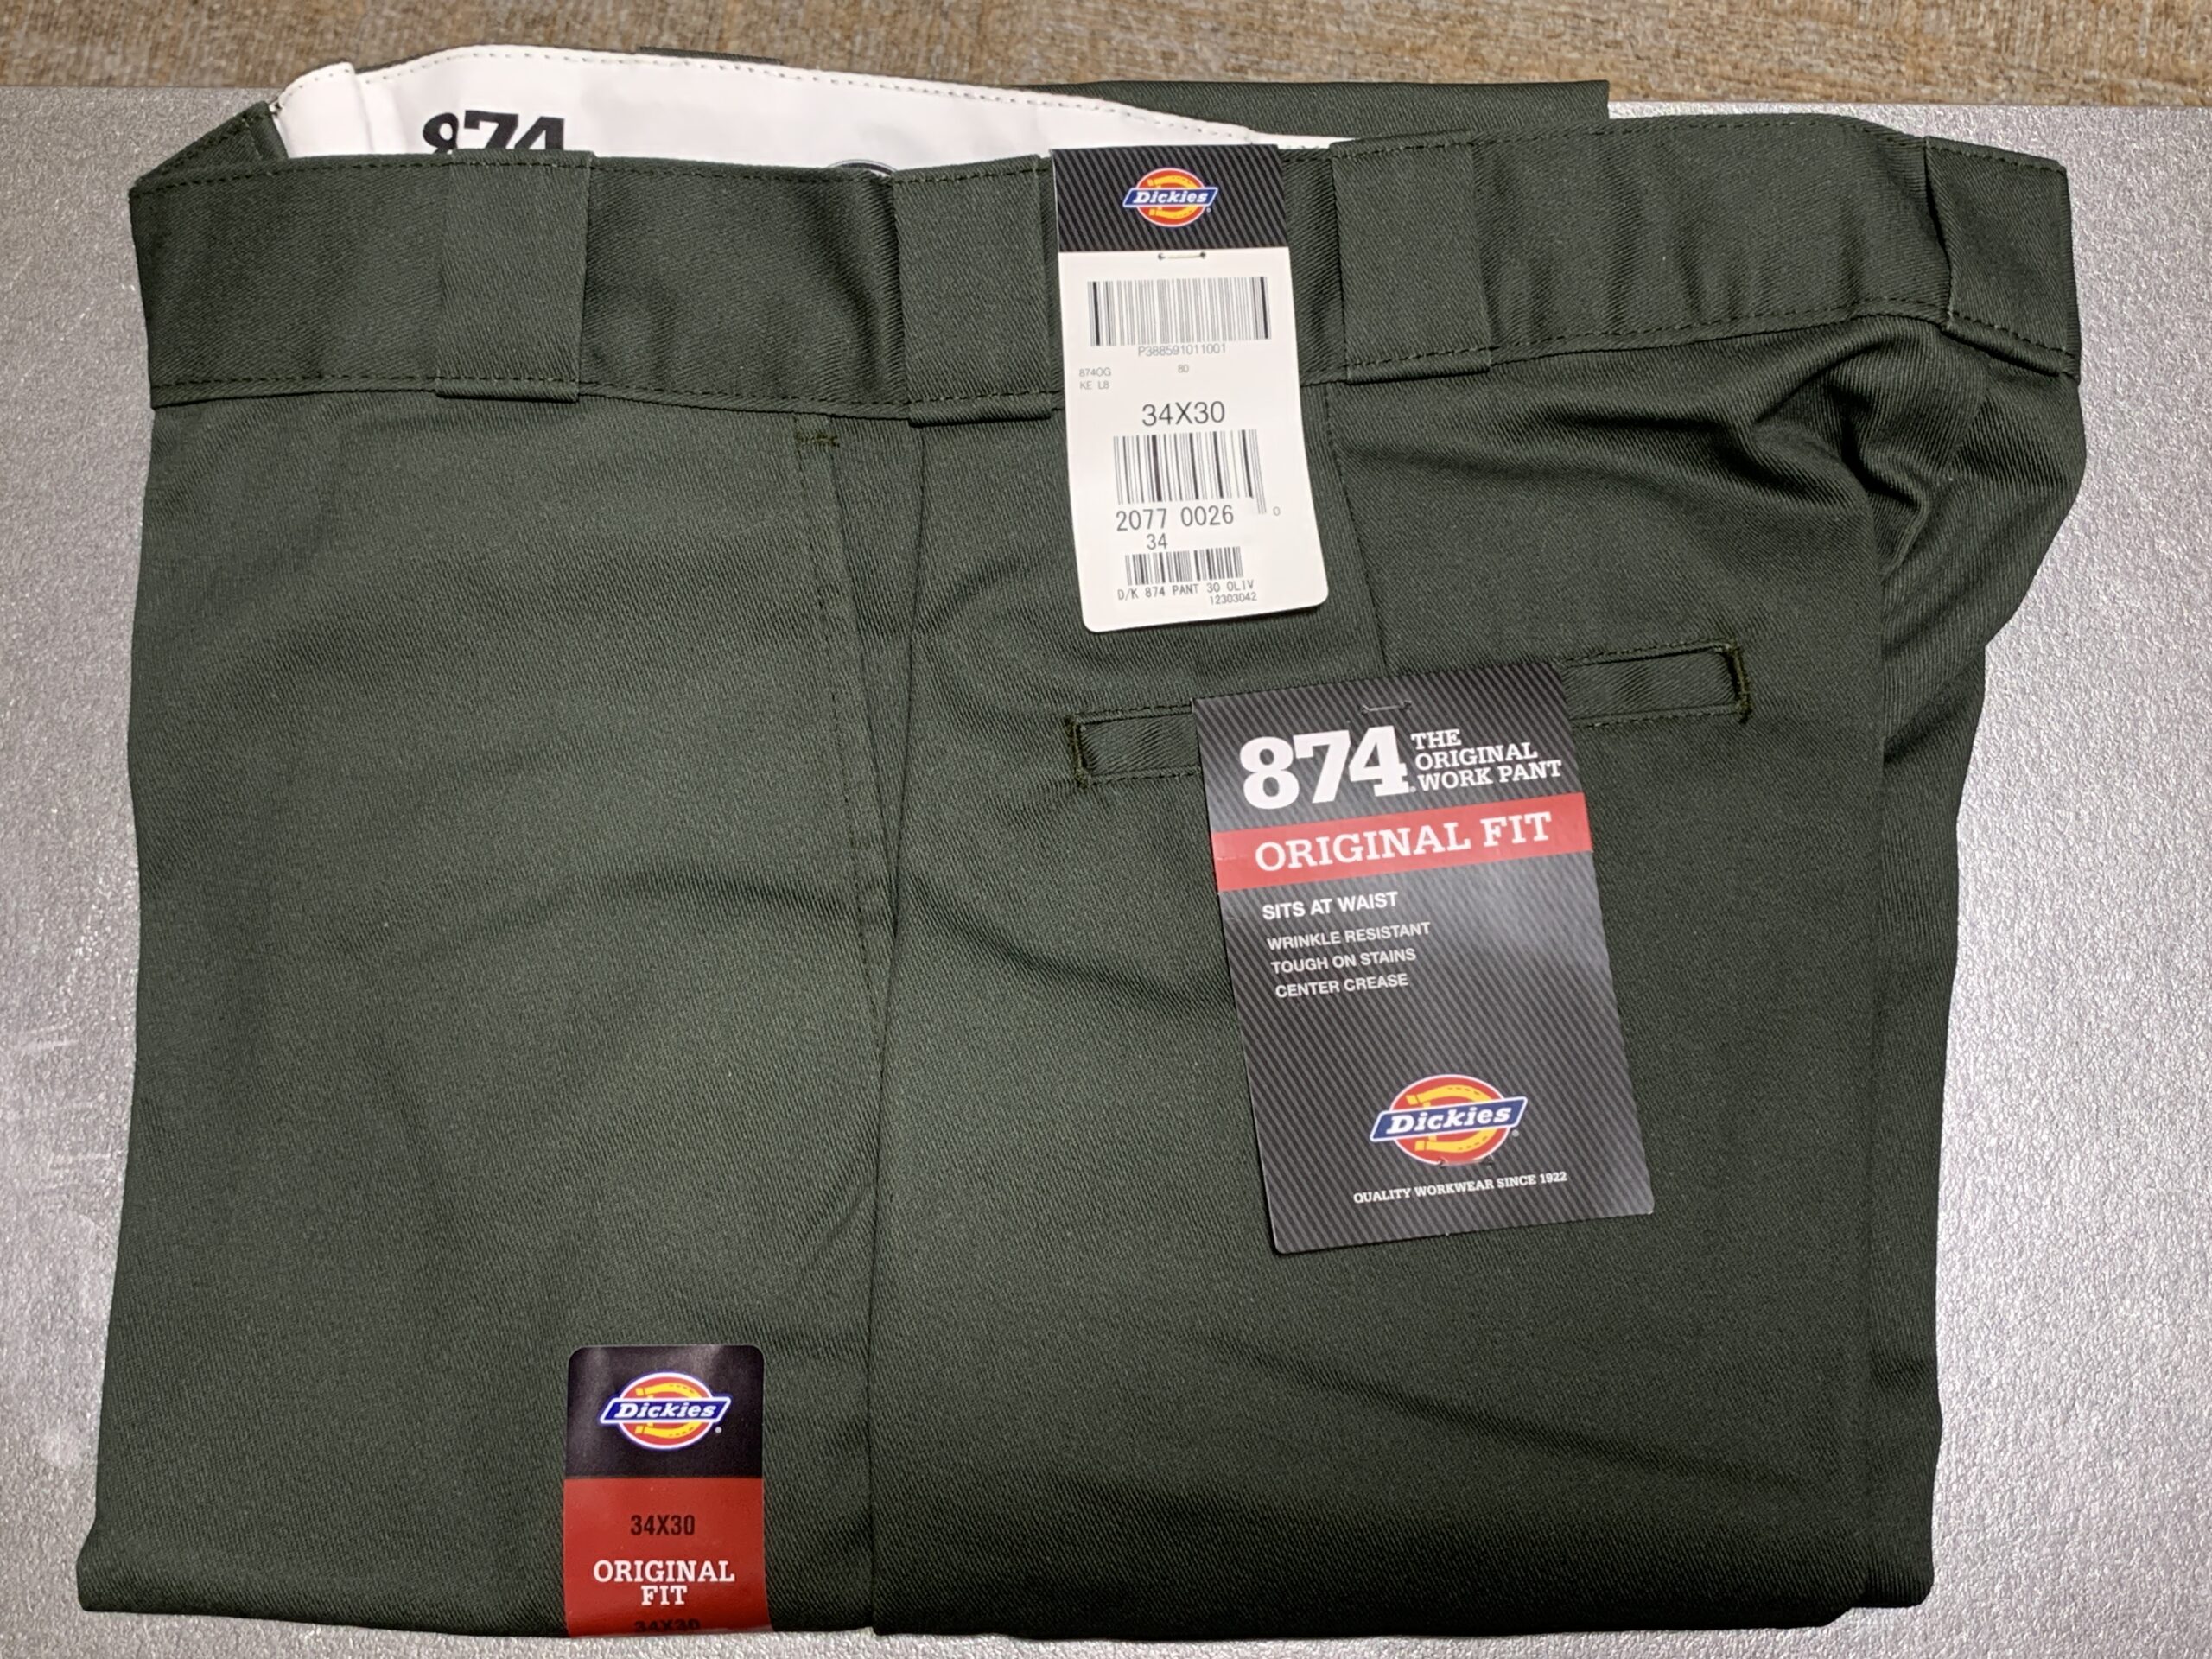 874
Dickies
P388591011001
874OG 80
KE L8
34X30
2077 0026 0
34
D/K 874 PANT 30 OLIV
12303042
874 THE
ORIGINAL
WORK PANT
ORIGINAL FIT
SITS AT WAIST
WRINKLE RESISTANT
TOUGH ON STAINS
CENTER CREASE
Dickies
QUALITY WORKWEAR SINCE 1922
Dickies
34X30
ORIGINAL
FIT
34X30